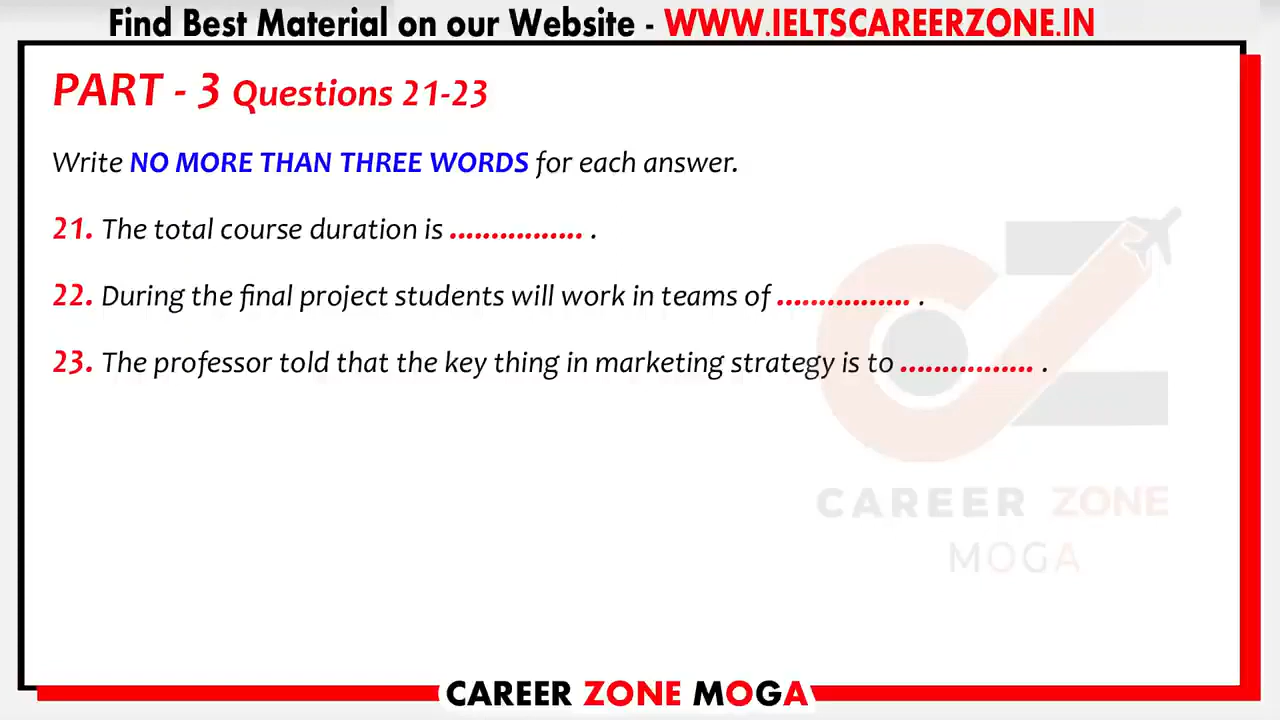 Find Best Material on our Website - WWW.IELTSCAREERZONE.IN
PART - 3 Questions 21-23
Write NO MORE THAN THREE WORDS for each answer.
21. The total course duration is ................ .
22. During the final project students will work in teams of ................ .
23. The professor told that the key thing in marketing strategy is to ................ .
CAREER ZONE
MOGA
CAREER ZONE MOGA